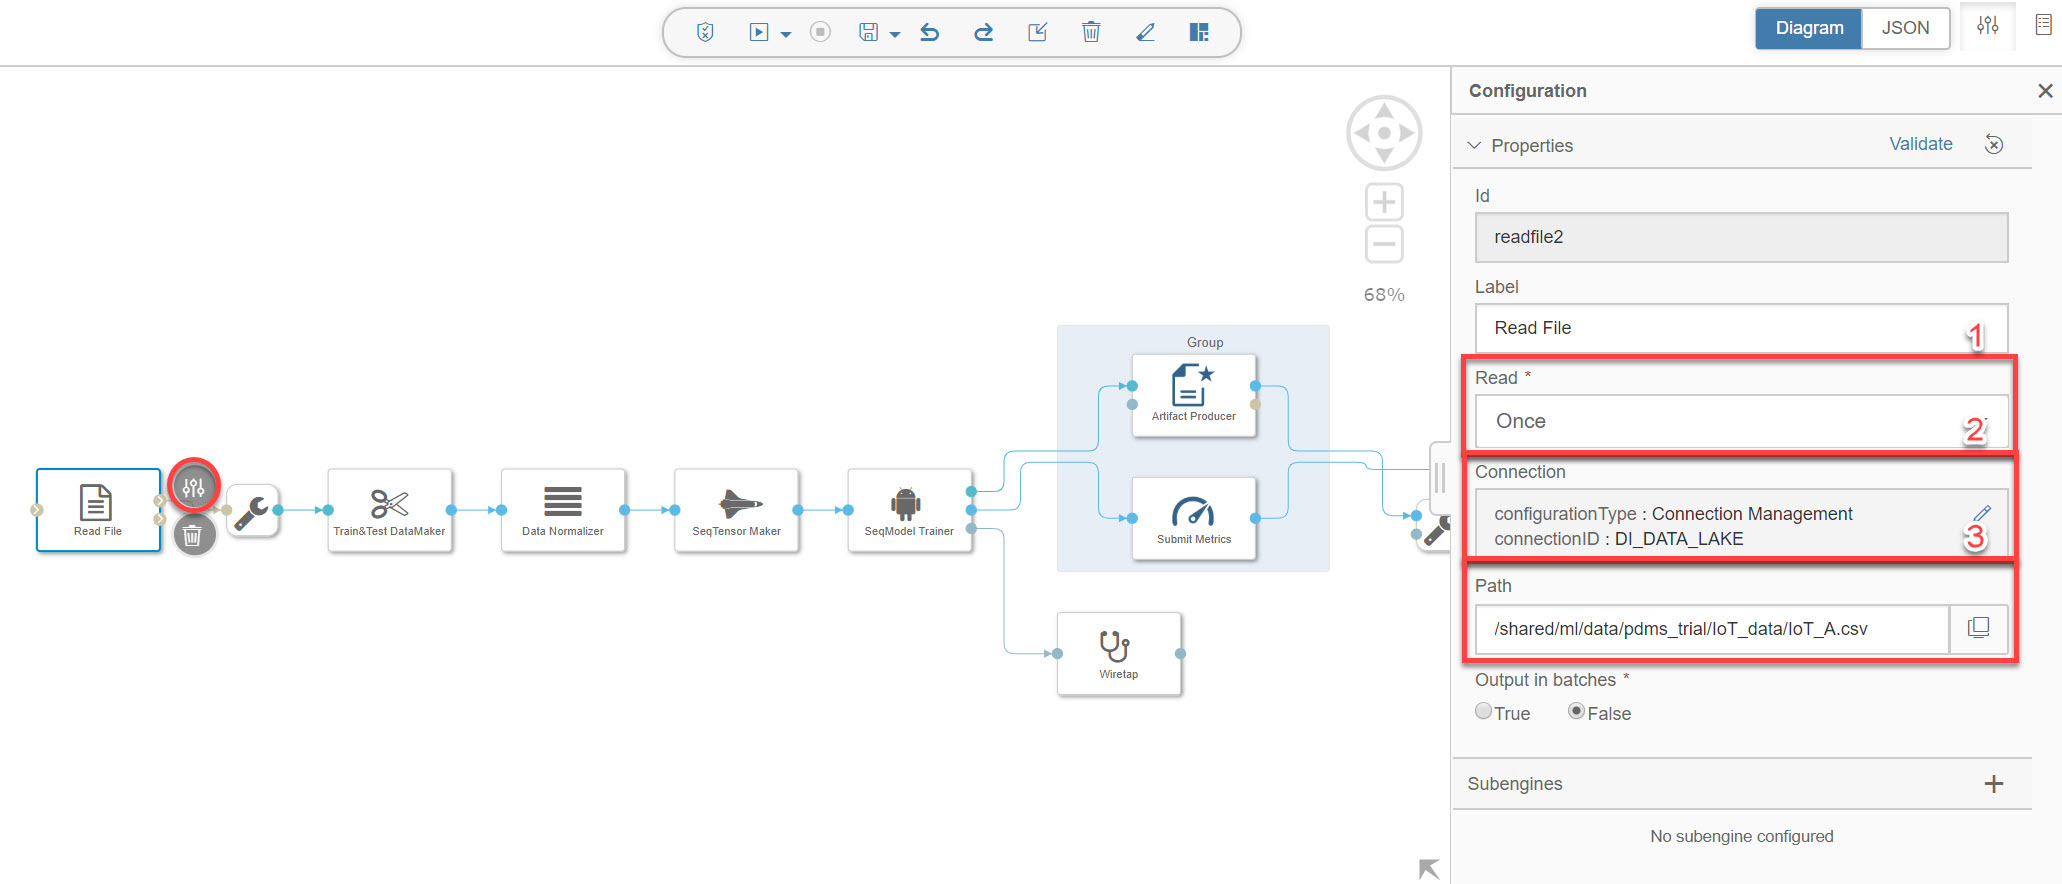 Diagram
JSON
Configuration
Properties
Validate
Id
readfile2
Label
Read File
1
Read *
Once
2
Connection
configurationType : Connection Management
connectionID : DI_DATA_LAKE
3
Path
/shared/ml/data/pdms_trial/IoT_data/IoT_A.csv
Output in batches *
True
False
Subengines
No subengine configured
68%
Group
Artifact Producer
Submit Metrics
Read File
Train&Test DataMaker
Data Normalizer
SeqTensor Maker
SeqModel Trainer
Wiretap